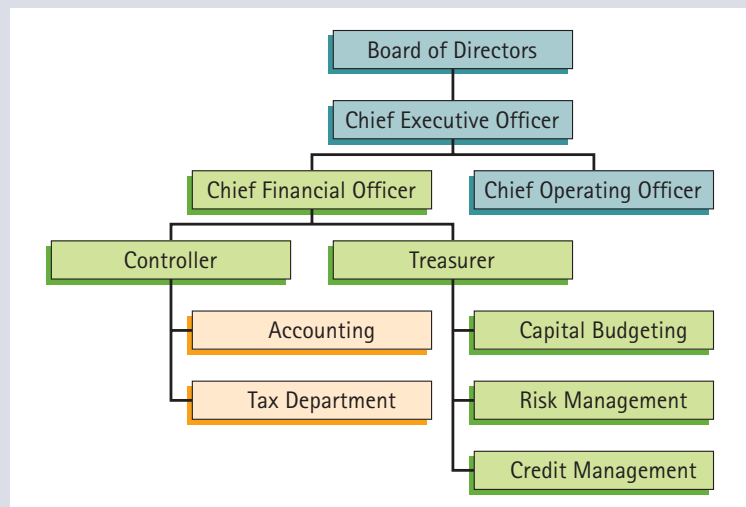 Board of Directors
Chief Executive Officer
Chief Financial Officer
Chief Operating Officer
Controller
Treasurer
Accounting
Capital Budgeting
Tax Department
Risk Management
Credit Management